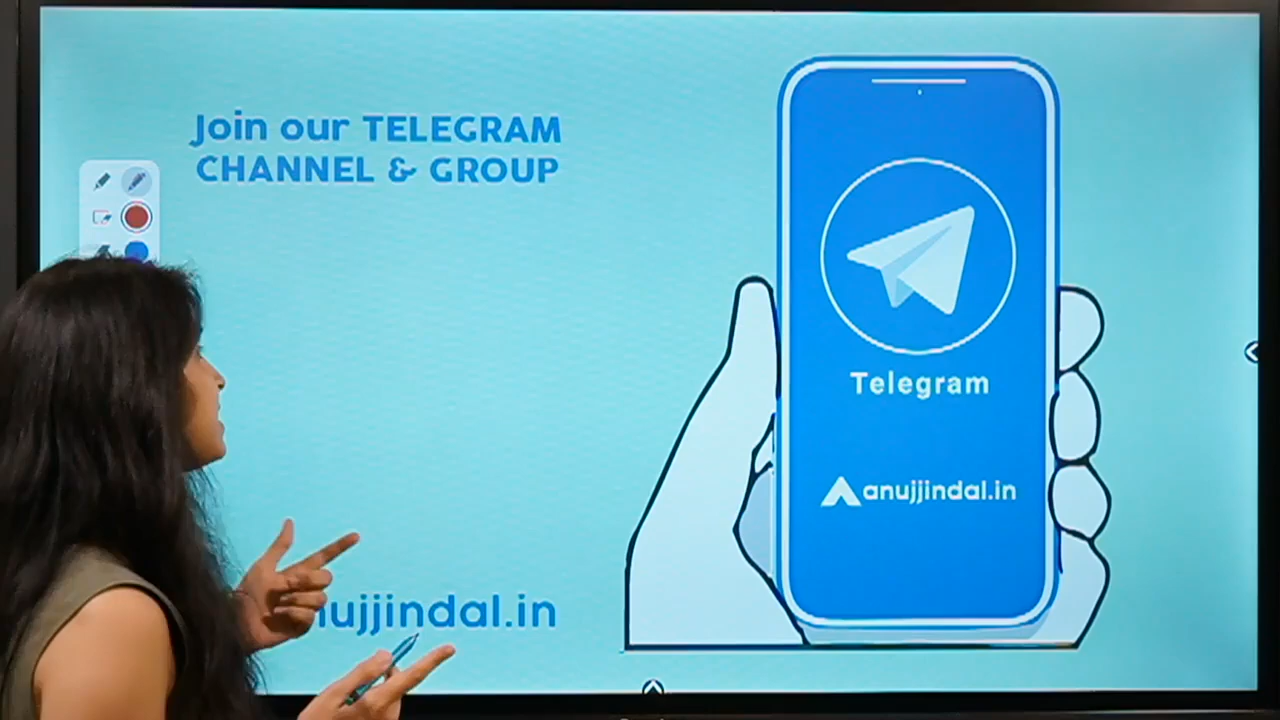 Join our TELEGRAM
CHANNEL & GROUP
Telegram
anujjindal.in
nujjindal.in